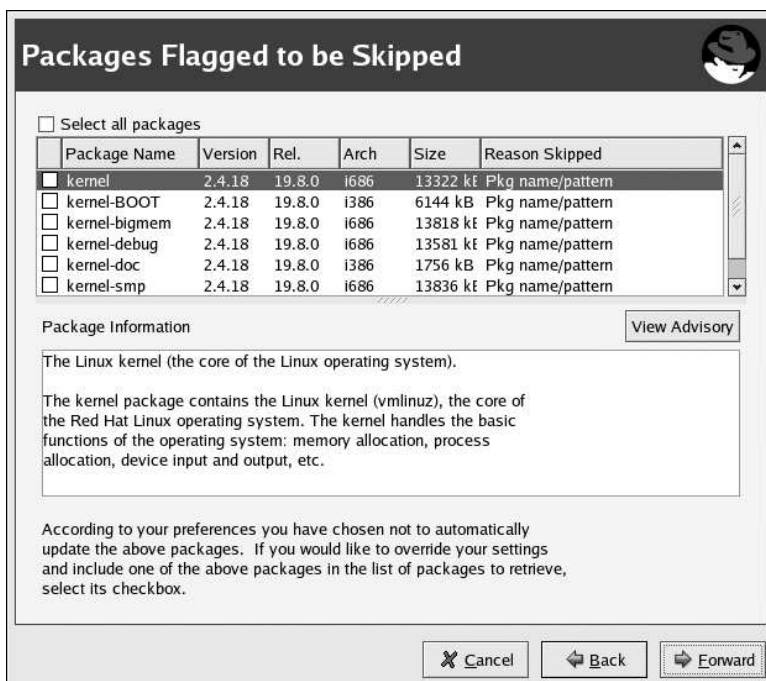 Packages Flagged to be Skipped
Select all packages
Package Name Version Rel. Arch Size Reason Skipped
kernel 2.4.18 19.8.0 i686 13322 kE Pkg name/pattern
kernel-BOOT 2.4.18 19.8.0 i386 6144 kB Pkg name/pattern
kernel-bigmem 2.4.18 19.8.0 i686 13818 kE Pkg name/pattern
kernel-debug 2.4.18 19.8.0 i686 13581 kE Pkg name/pattern
kernel-doc 2.4.18 19.8.0 i386 1756 kB Pkg name/pattern
kernel-smp 2.4.18 19.8.0 i686 13836 kE Pkg name/pattern
Package Information View Advisory
The Linux kernel (the core of the Linux operating system).
The kernel package contains the Linux kernel (vmlinuz), the core of
the Red Hat Linux operating system. The kernel handles the basic
functions of the operating system: memory allocation, process
allocation, device input and output, etc.
According to your preferences you have chosen not to automatically
update the above packages. If you would like to override your settings
and include one of the above packages in the list of packages to retrieve,
select its checkbox.
Cancel Back Forward